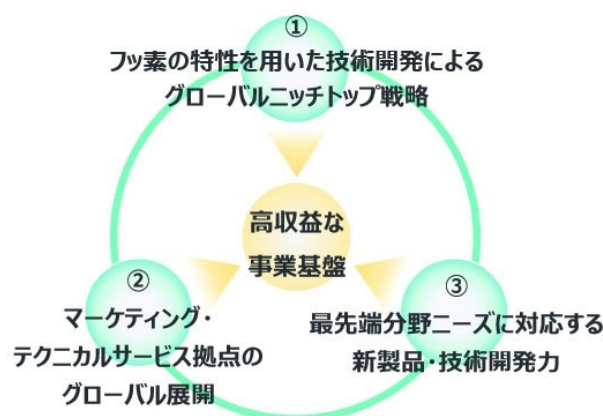 ①
フッ素の特性を用いた技術開発による
グローバルニッチトップ戦略
高収益な
事業基盤
②
マーケティング・
テクニカルサービス拠点の
グローバル展開
③
最先端分野ニーズに対応する
新製品・技術開発力